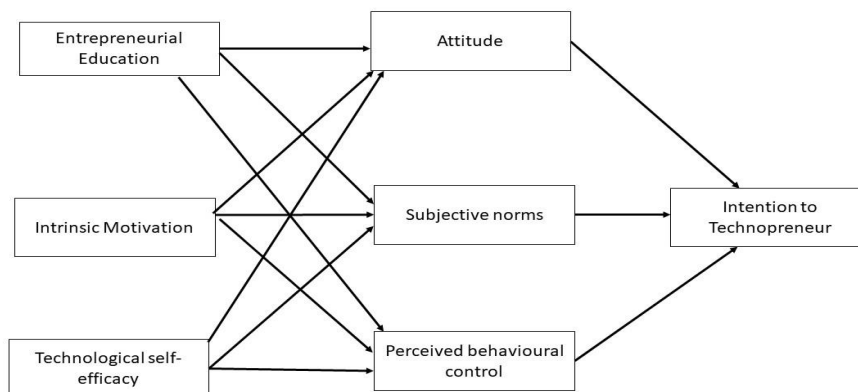 Entrepreneurial
Education
Attitude
Intrinsic Motivation
Subjective norms
Intention to
Technopreneur
Technological self-
efficacy
Perceived behavioural
control